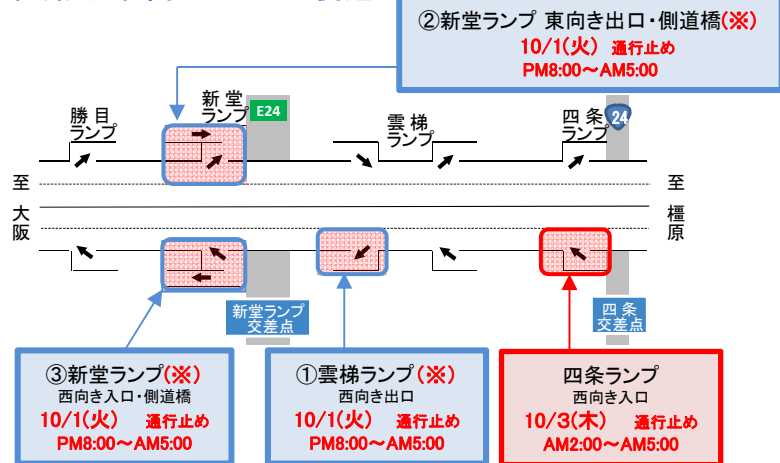 ②新堂ランプ 東向き出口・側道橋(※)
10/1(火) 通行止め
PM8:00～AM5:00
勝目
ランプ
新堂
ランプ
E24
雲梯
ランプ
四条
ランプ
24
至
大
阪
至
橿
原
新堂ランプ
交差点
四条
交差点
③新堂ランプ(※)
西向き入口・側道橋
10/1(火) 通行止め
PM8:00～AM5:00
①雲梯ランプ(※)
西向き出口
10/1(火) 通行止め
PM8:00～AM5:00
四条ランプ
西向き入口
10/3(木) 通行止め
AM2:00～AM5:00